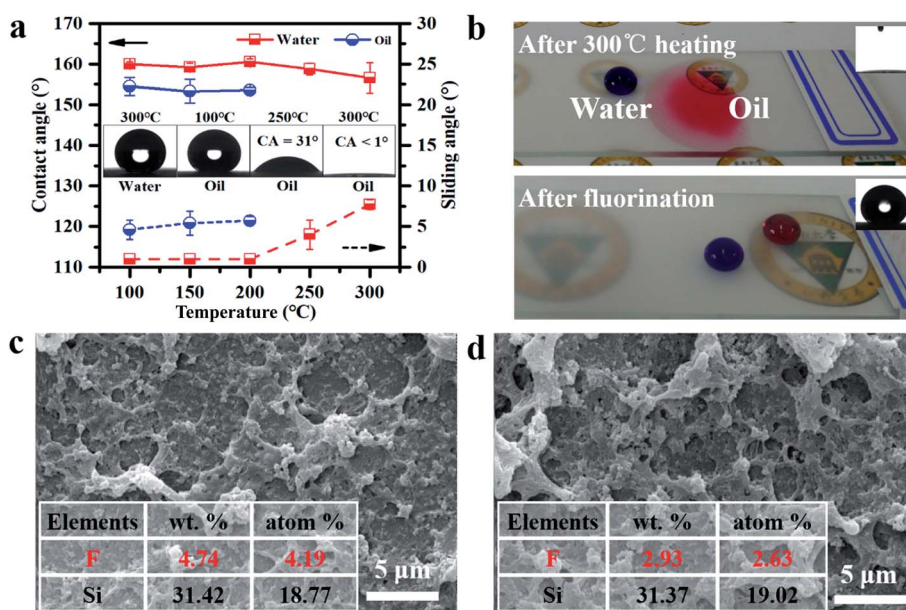 a
Water
Oil
Contact angle (°)
Sliding angle (°)
170
160
150
140
130
120
110
30
25
20
15
10
5
0
300℃ 100℃ 250℃ 300℃
CA = 31° CA < 1°
Water Oil Oil Oil
100 150 200 250 300
Temperature (℃)
b
After 300℃ heating
Water Oil
After fluorination
c
Elements wt. % atom %
F 4.74 4.19
Si 31.42 18.77
5 μm
d
Elements wt. % atom %
F 2.93 2.63
Si 31.37 19.02
5 μm